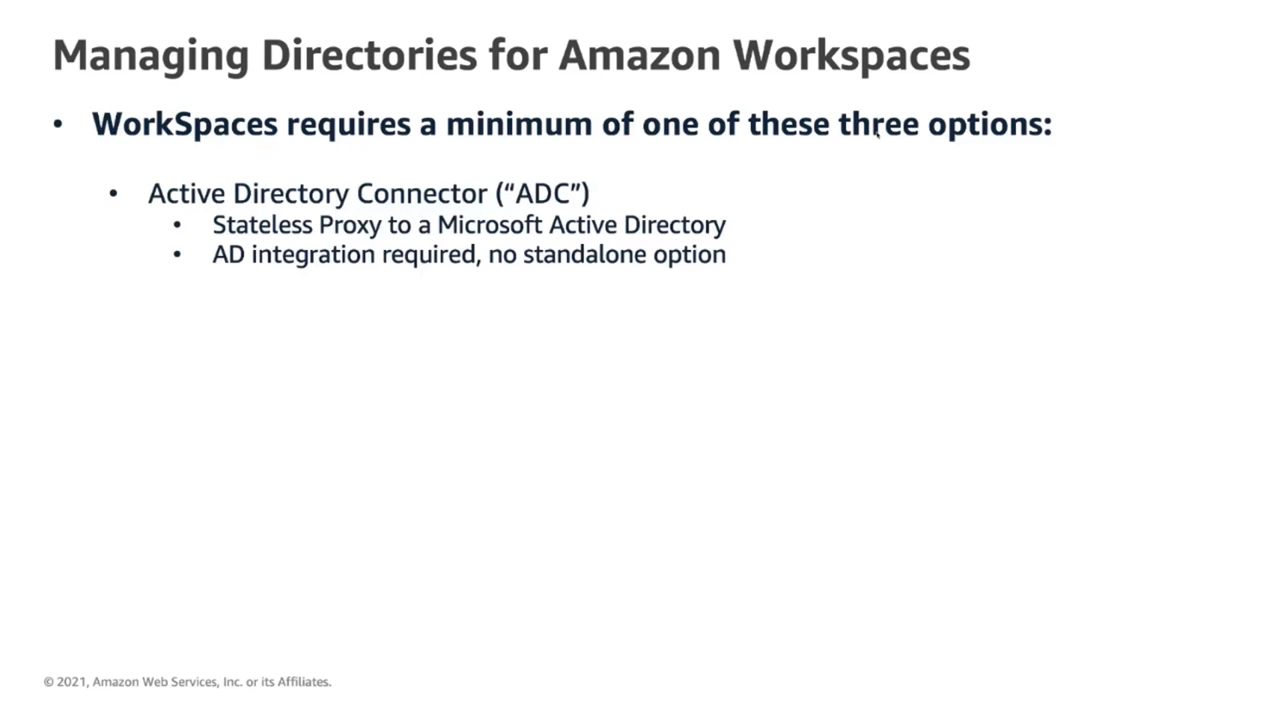 Managing Directories for Amazon Workspaces
• WorkSpaces requires a minimum of one of these three options:
• Active Directory Connector (“ADC”)
• Stateless Proxy to a Microsoft Active Directory
• AD integration required, no standalone option
© 2021, Amazon Web Services, Inc. or its Affiliates.